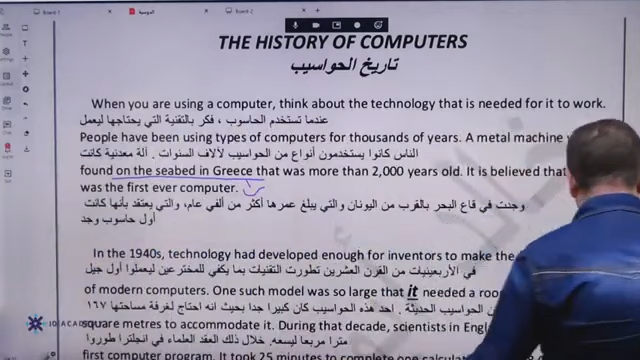 Board 1
Board 2
THE HISTORY OF COMPUTERS
تاريخ الحواسيب
When you are using a computer, think about the technology that is needed for it to work.
عندما تستخدم الحاسوب، فكر بالتقنية التي يحتاجها ليعمل
People have been using types of computers for thousands of years. A metal machine
الناس كانوا يستخدمون أنواع من الحواسيب لآلاف السنوات. آلة معدنية كانت
found on the seabed in Greece that was more than 2,000 years old. It is believed that
was the first ever computer.
وجدت في قاع البحر بالقرب من اليونان والتي يبلغ عمرها أكثر من ألفي عام، والتي يعتقد بأنها كانت
أول حاسوب وجد
In the 1940s, technology had developed enough for inventors to make the
في الأربعينيات من القرن العشرين تطورت التقنيات بما يكفي للمخترعين ليعملوا أول جيل
of modern computers. One such model was so large that it needed a roo
الحواسيب الحديثة. احد هذه الحواسيب كان كبيرا جدا بحيث انه احتاج لغرفة مساحتها ١٦٧
JO ACADEMY
square metres to accommodate it. During that decade, scientists in Engl
مترا مربعا ليسعه. خلال ذلك العقد العلماء في انجلترا طوروا
first computer program. It took 25 minutes to complete one calculati